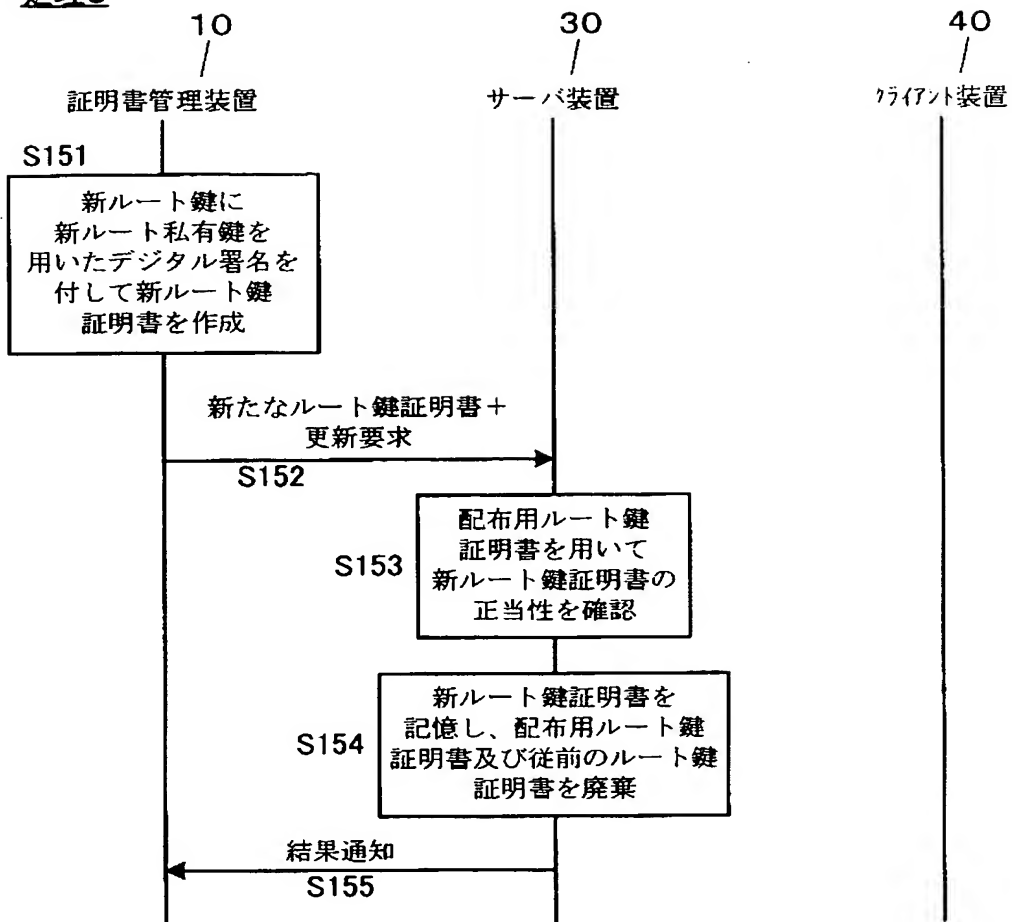 10
30
40
証明書管理装置
サーバ装置
クライアント装置
S151
新ルート鍵に
新ルート私有鍵を
用いたデジタル署名を
付して新ルート鍵
証明書を作成
新たなルート鍵証明書+
更新要求
S152
S153
配布用ルート鍵
証明書を用いて
新ルート鍵証明書の
正当性を確認
S154
新ルート鍵証明書を
記憶し、配布用ルート鍵
証明書及び従前のルート鍵
証明書を廃棄
結果通知
S155